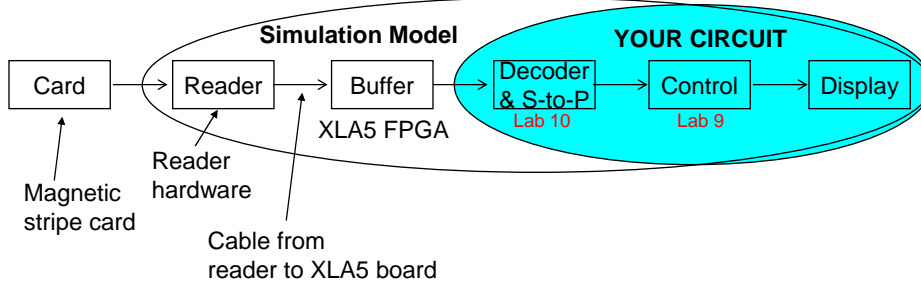 Simulation Model
YOUR CIRCUIT
Card
Reader
Buffer
Decoder
& S-to-P
Control
Display
Lab 10
Lab 9
XLA5 FPGA
Reader
hardware
Magnetic
stripe card
Cable from
reader to XLA5 board